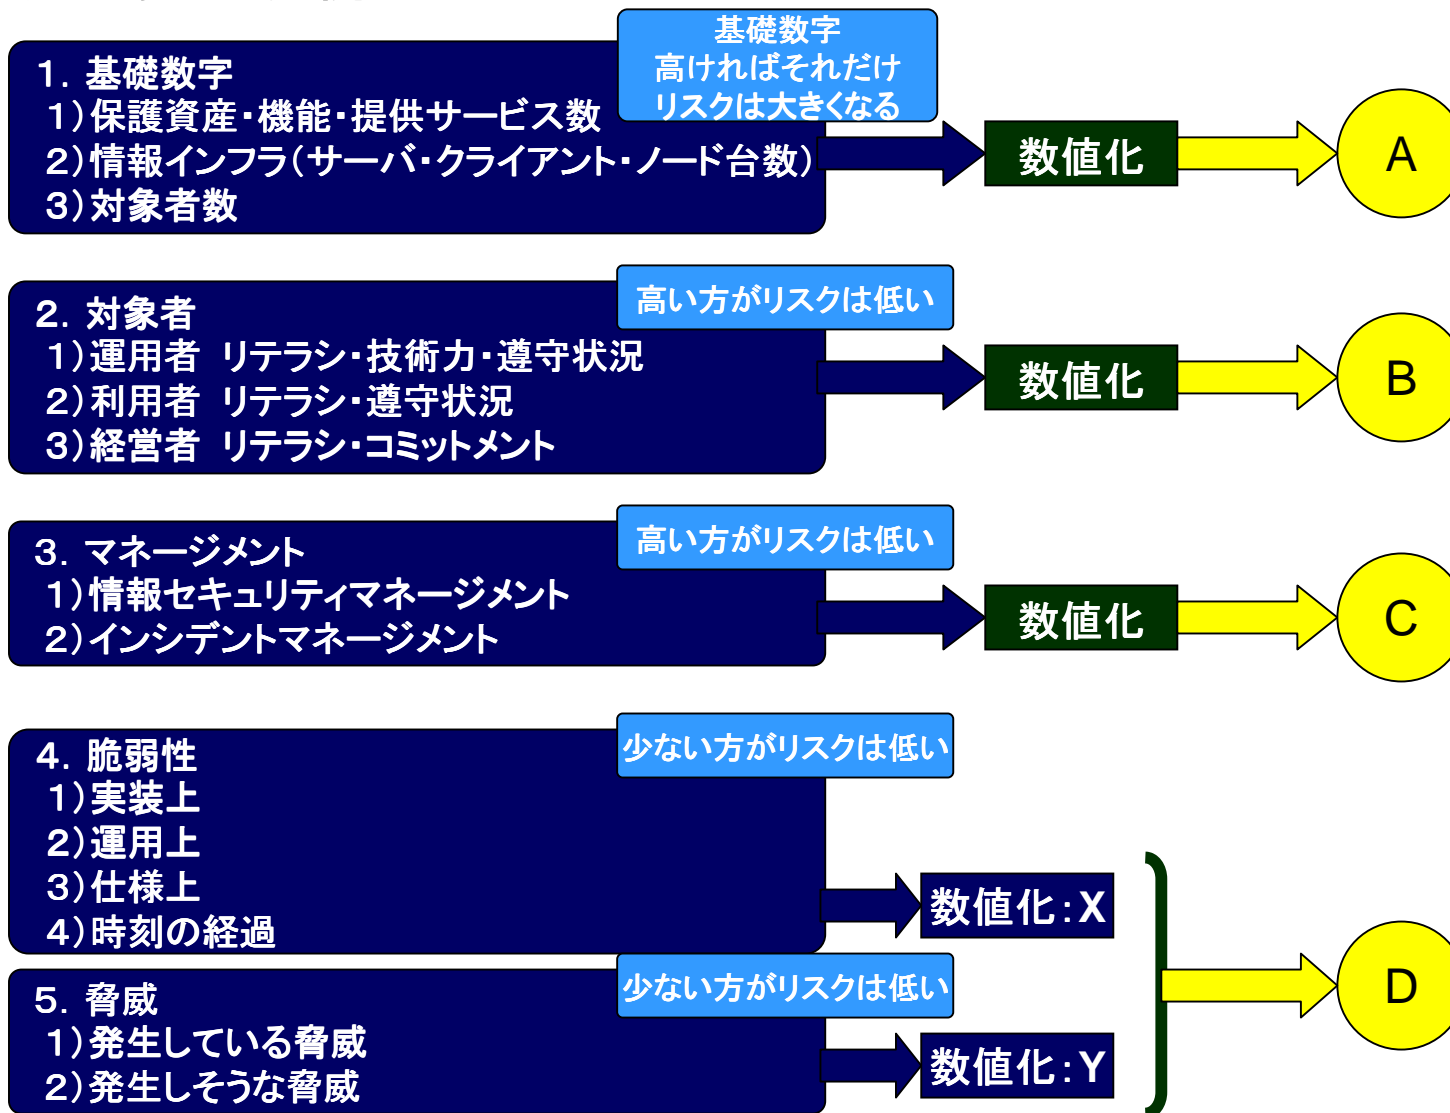 基礎数字
高ければそれだけ
リスクは大きくなる
1．基礎数字
1）保護資産・機能・提供サービス数
2）情報インフラ（サーバ・クライアント・ノード台数）
3）対象者数
数値化
A
高い方がリスクは低い
2．対象者
1）運用者 リテラシ・技術力・遵守状況
2）利用者 リテラシ・遵守状況
3）経営者 リテラシ・コミットメント
数値化
B
高い方がリスクは低い
3．マネージメント
1）情報セキュリティマネージメント
2）インシデントマネージメント
数値化
C
少ない方がリスクは低い
4．脆弱性
1）実装上
2）運用上
3）仕様上
4）時刻の経過
数値化：X
少ない方がリスクは低い
5．脅威
1）発生している脅威
2）発生しそうな脅威
数値化：Y
D